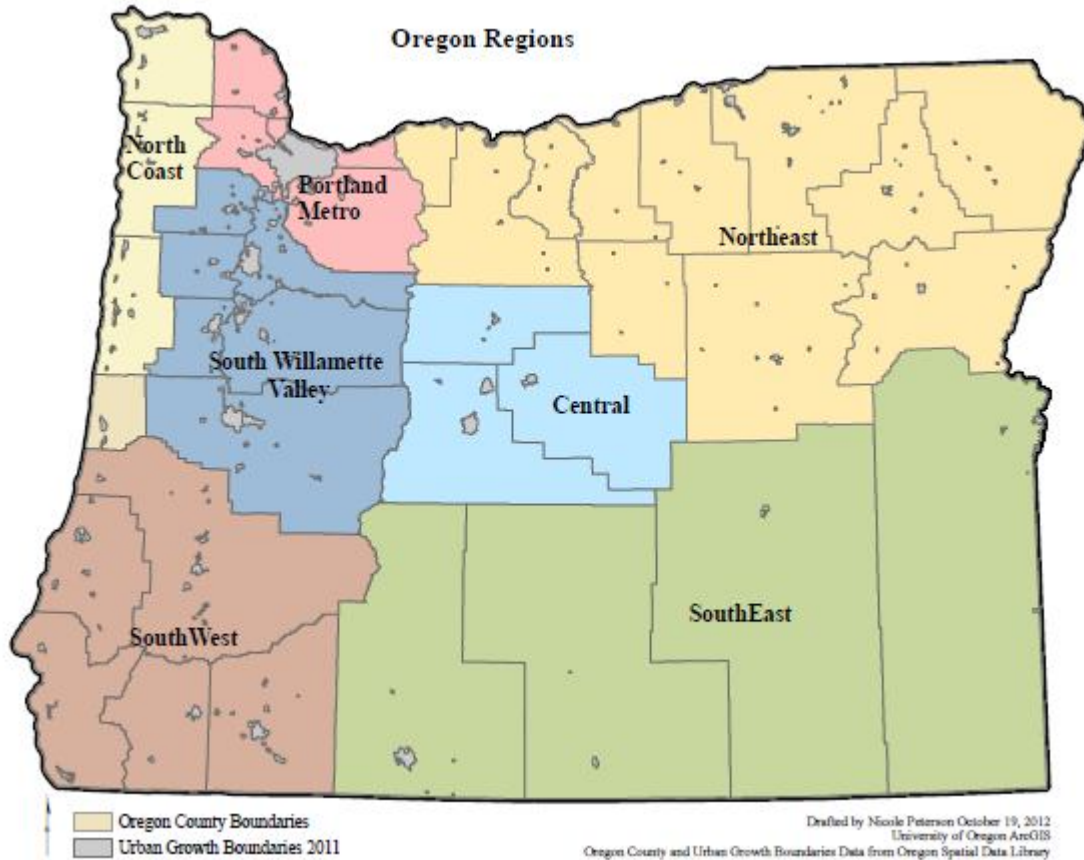 Oregon Regions
North
Coast
Portland
Metro
Northeast
South Willamette
Valley
Central
SouthEast
SouthWest
Oregon County Boundaries
Urban Growth Boundaries 2011
Drafted by Nicole Peterson October 19, 2012
University of Oregon ArcGIS
Oregon County and Urban Growth Boundaries Data from Oregon Spatial Data Library